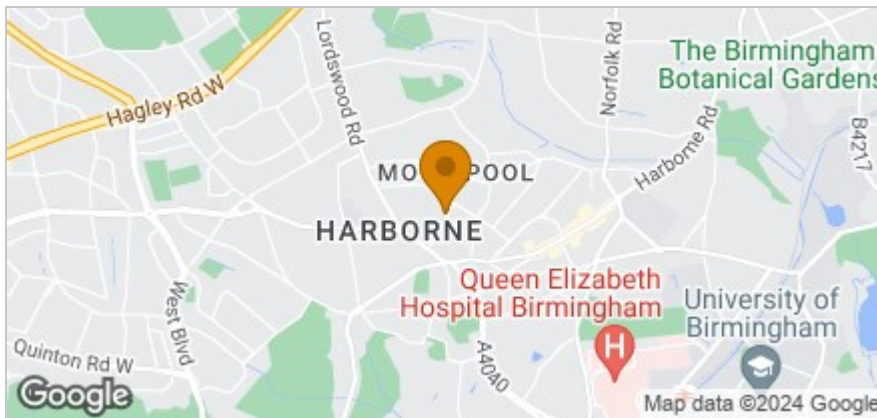 Lordswood Rd
Norfolk Rd
The Birmingham
Botanical Gardens
Hagley Rd W
Harborne Rd
B4217
HARBORNE
Queen Elizabeth
Hospital Birmingham
H
University of
Birmingham
West Blvd
Quinton Rd W
A4040
Google
Map data ©2024 Google